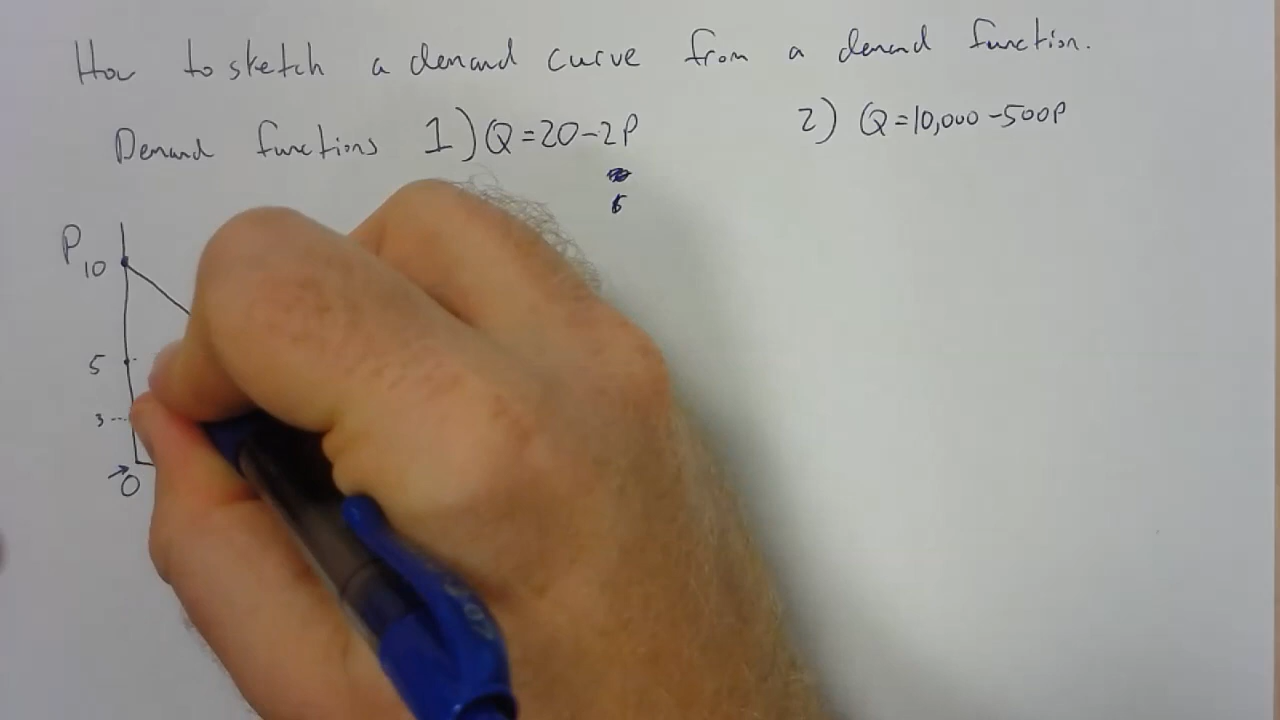 How to sketch a demand curve from a demand function.
Demand functions 1) Q=20-2P 2) Q=10,000-500P
6
P
10
5
3
0